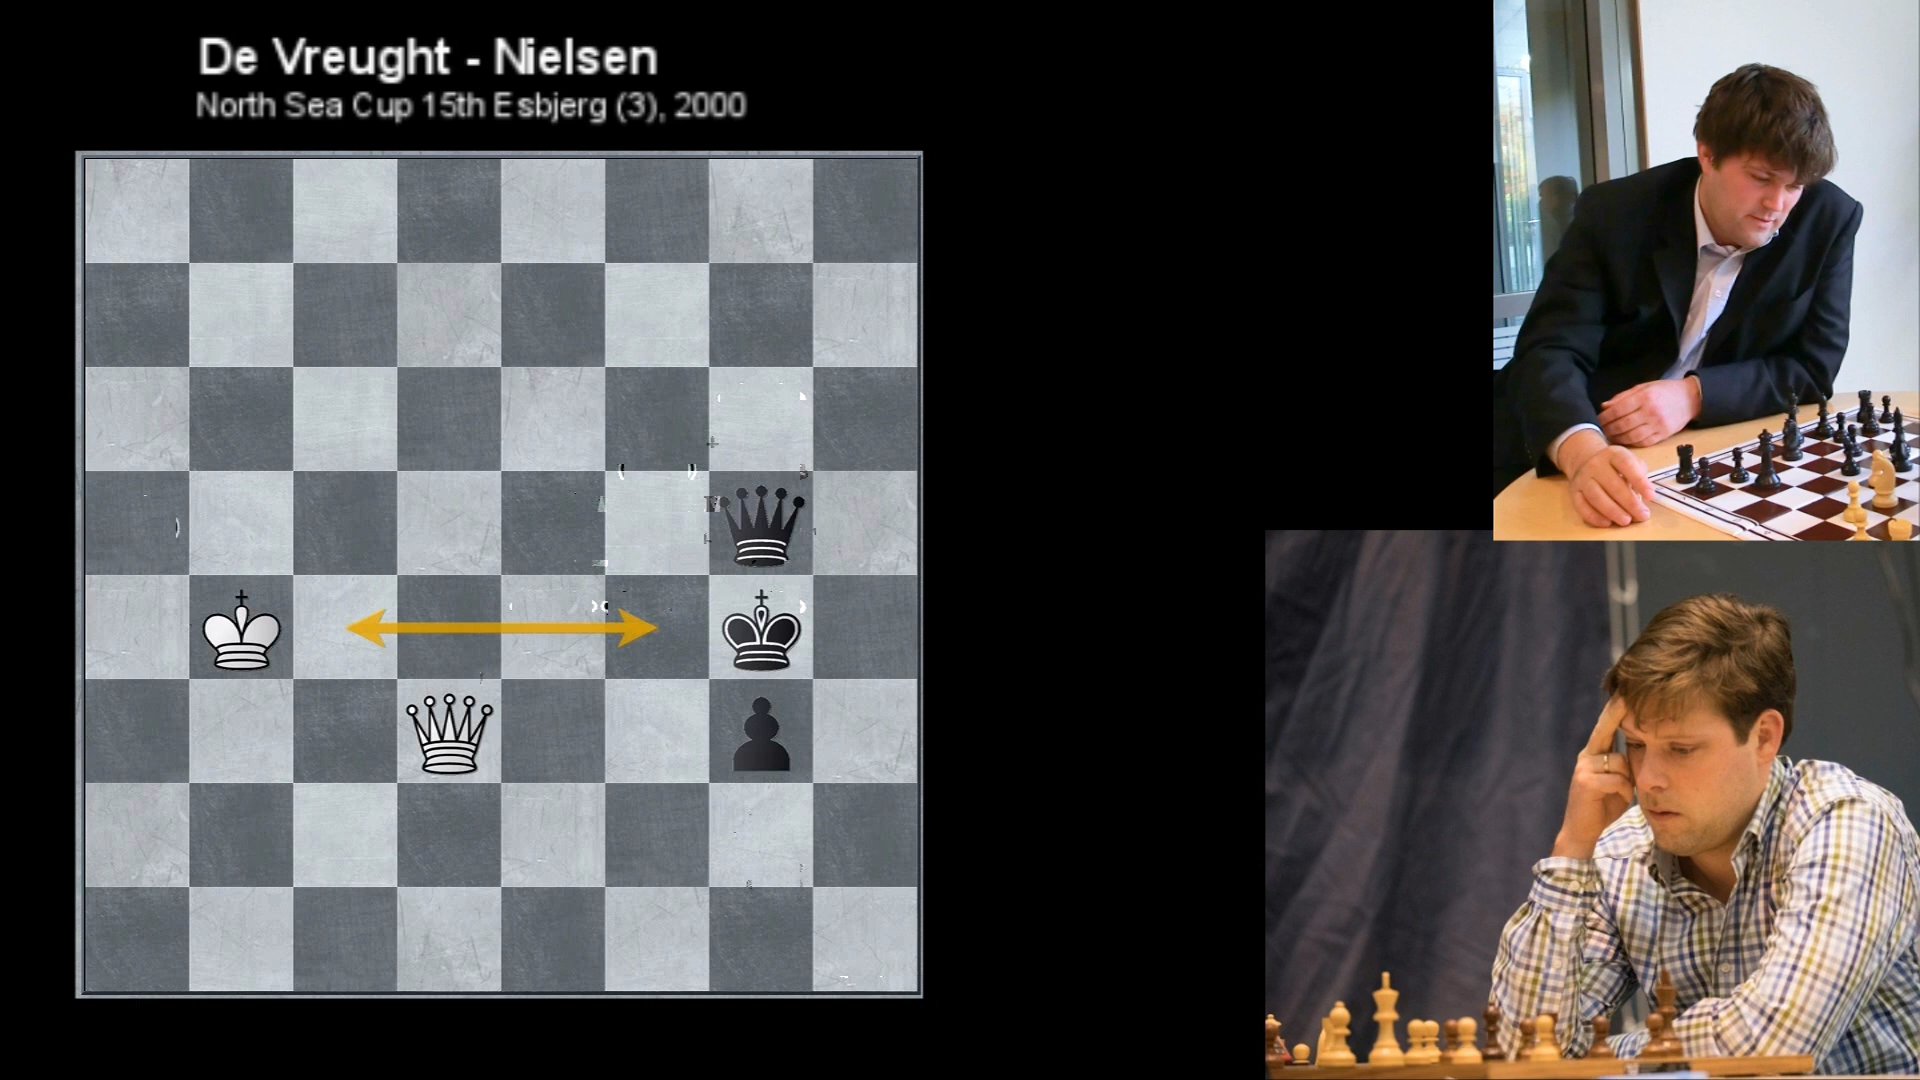 De Vreught - Nielsen
North Sea Cup 15th Esbjerg (3), 2000